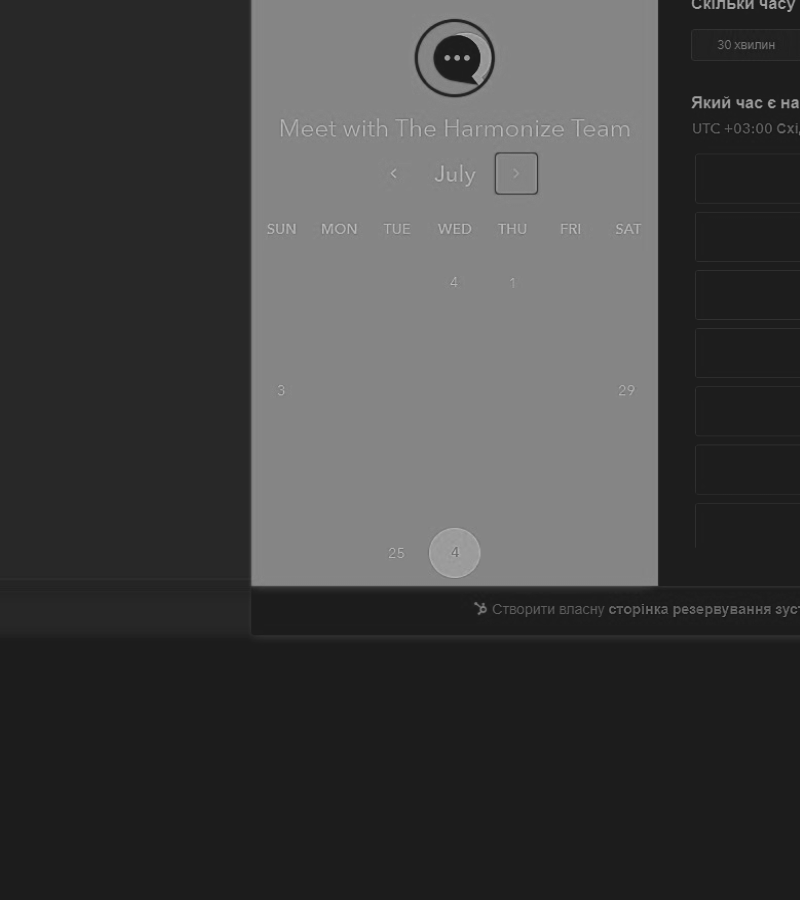 Meet with The Harmonize Team
July
SUN MON TUE WED THU FRI SAT
4 1
3 29
25 4
Скільки часу
30 хвилин
Який час є на
UTC +03:00 Схі
Створити власну сторінка резервування зуст